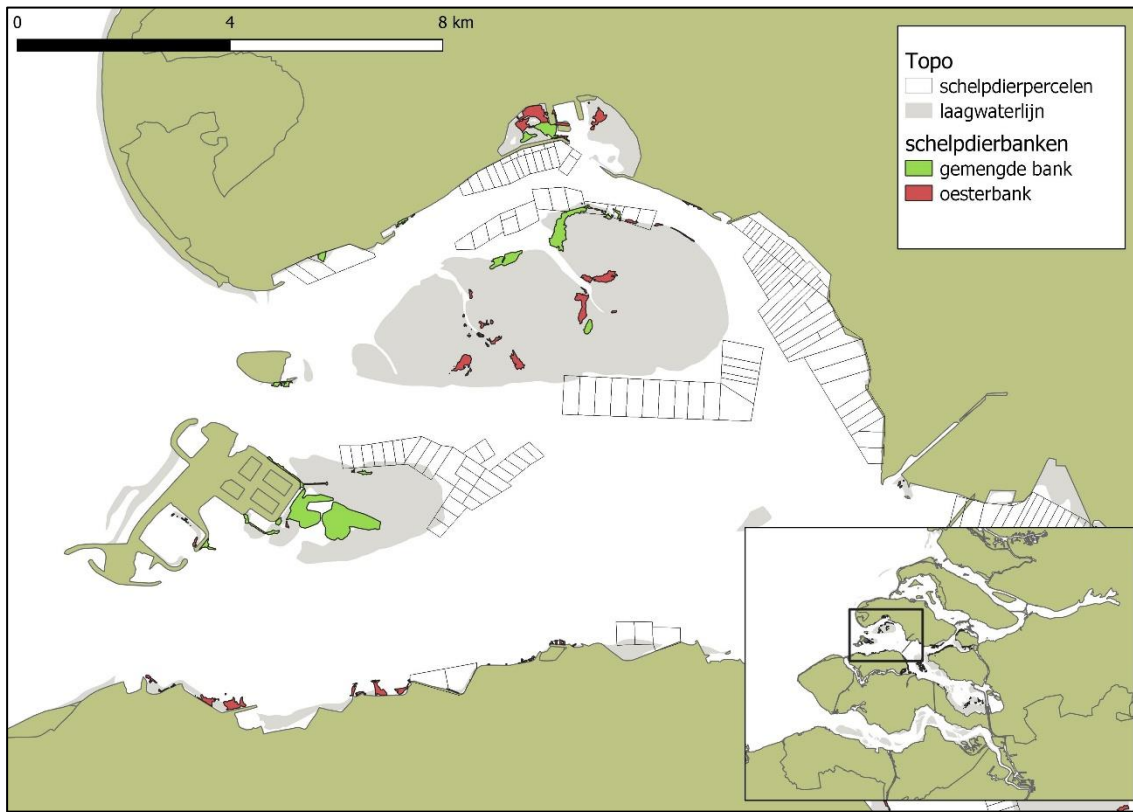 0 4 8 km
Topo
schelpdierpercelen
laagwaterlijn
schelpdierbanken
gemengde bank
oesterbank